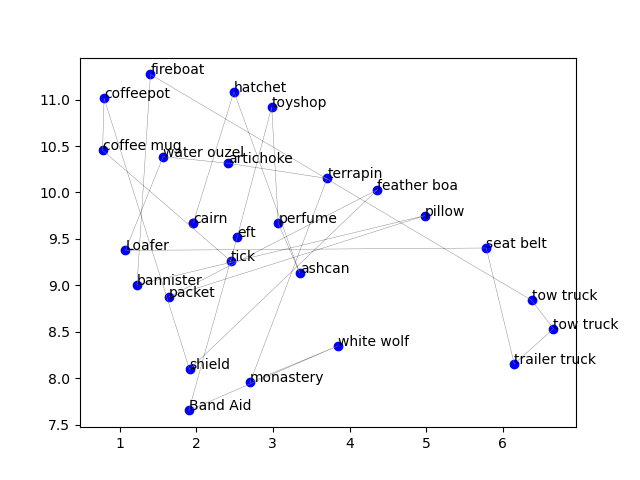 fireboat
coffeepot
hatchet
toyshop
11.0
coffee mug
water ouzel
artichoke
10.5
terrapin
feather boa
10.0
pillow
cairn
perfume
eft
9.5
Loafer
seat belt
tick
ashcan
bannister
packet
9.0
tow truck
tow truck
8.5
white wolf
shield
trailer truck
monastery
8.0
Band Aid
7.5
1 2 3 4 5 6